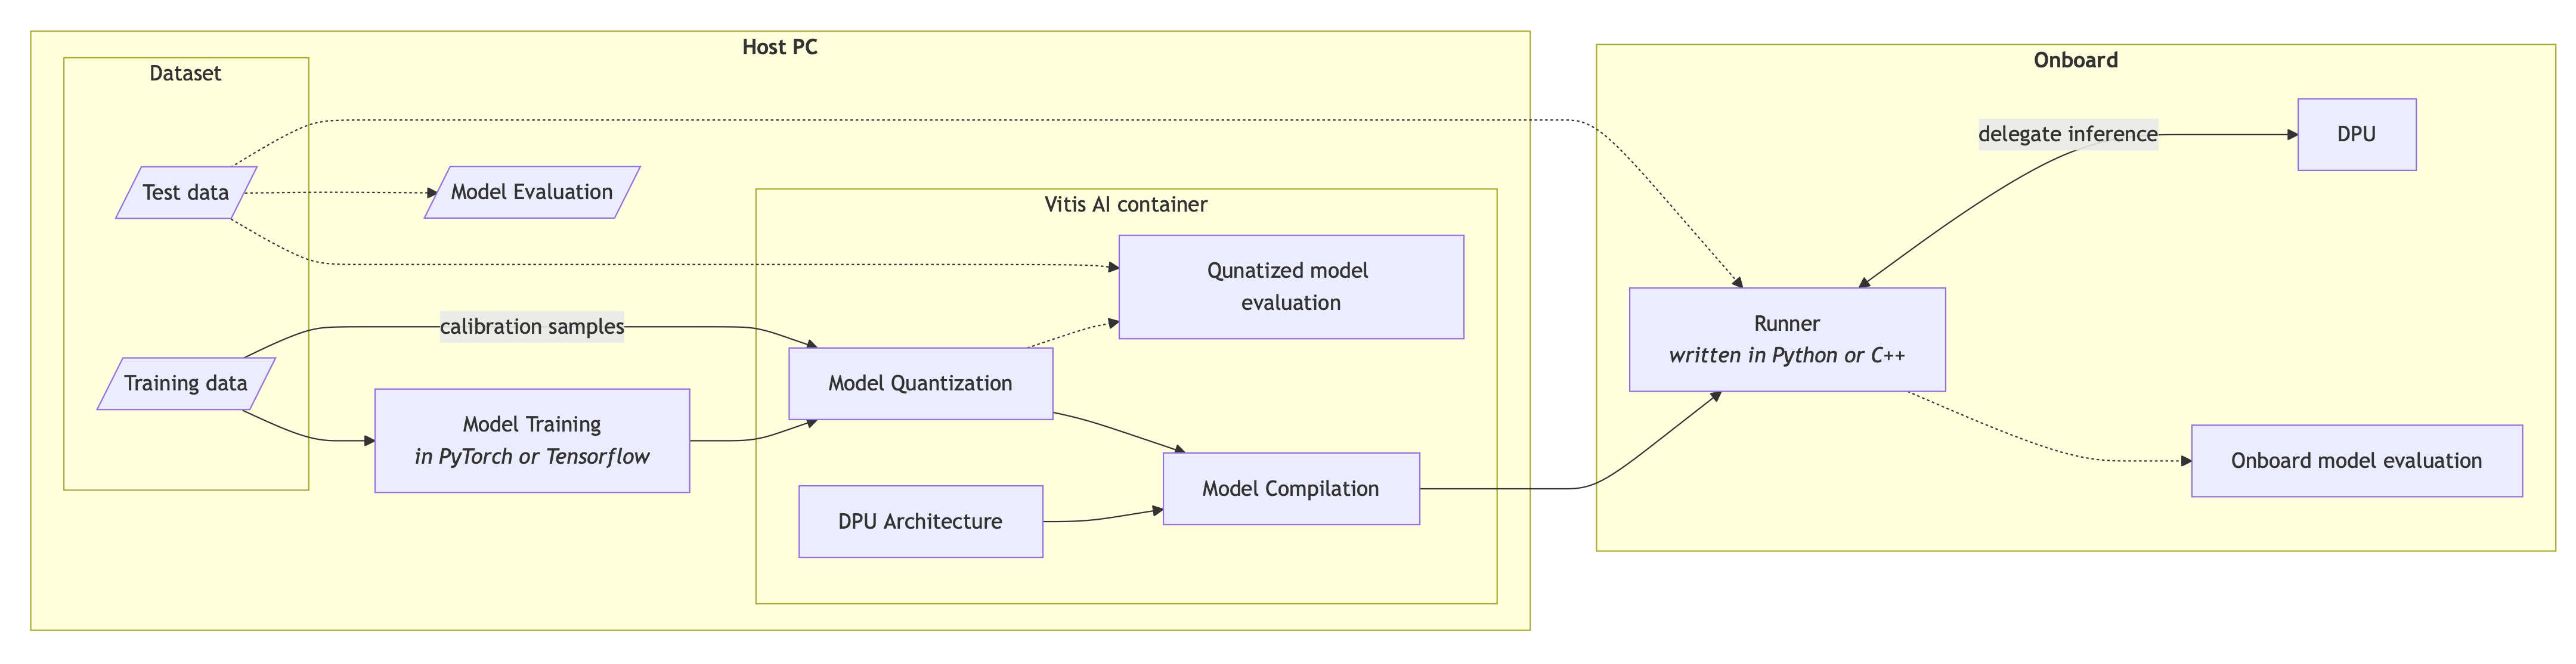 Host PC
Dataset
Test data
Model Evaluation
Vitis AI container
Qunatized model
evaluation
calibration samples
Training data
Model Training
in PyTorch or Tensorflow
Model Quantization
DPU Architecture
Model Compilation
Onboard
delegate inference
DPU
Runner
written in Python or C++
Onboard model evaluation